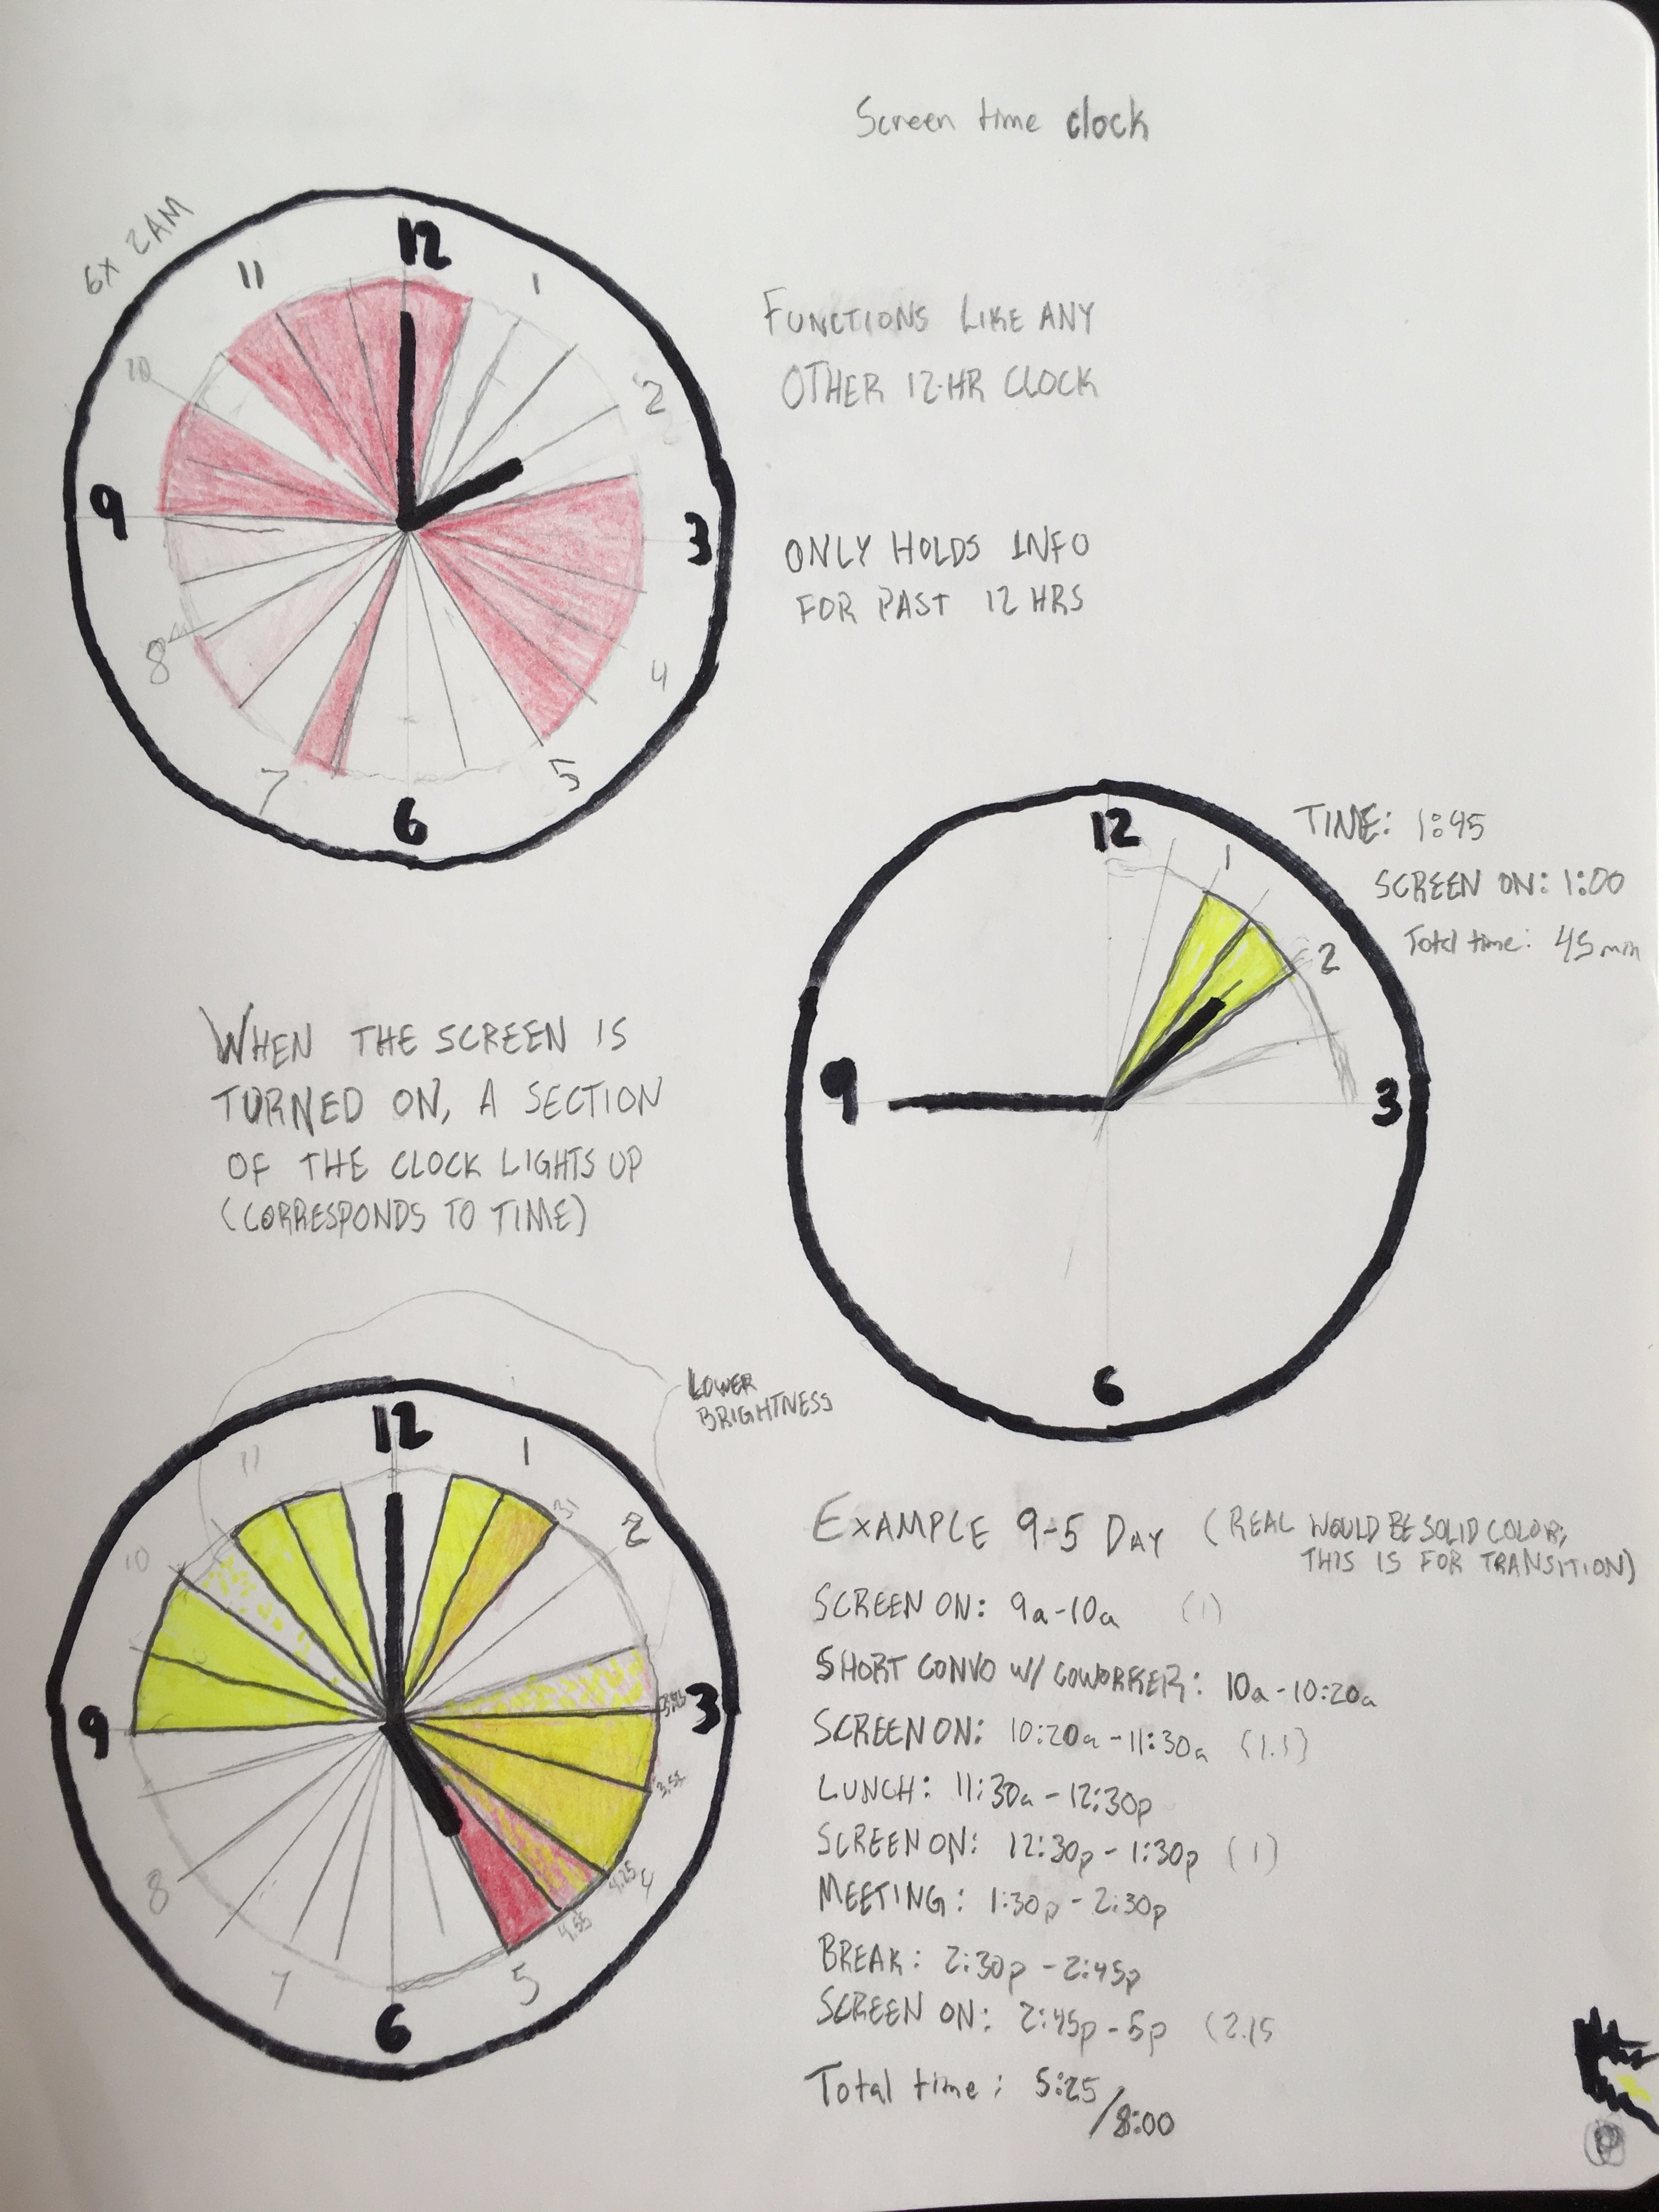 Screen time clock
6x 2AM
12
1
2
3
4
5
6
7
8
9
10
11
FUNCTIONS LIKE ANY
OTHER 12-HR CLOCK
ONLY HOLDS INFO
FOR PAST 12 HRS
12
1
2
3
6
9
TIME: 1:45
SCREEN ON: 1:00
Total time: 45 min
WHEN THE SCREEN IS
TURNED ON, A SECTION
OF THE CLOCK LIGHTS UP
(CORRESPONDS TO TIME)
LOWER
BRIGHTNESS
12
1
31
2
3
3.55
4.25
4
4.55
5
6
7
8
9
10
11
EXAMPLE 9-5 DAY (REAL WOULD BE SOLID COLOR,
THIS IS FOR TRANSITION)
SCREEN ON: 9a-10a (1)
SHORT CONVO W/ COWORKER: 10a-10:20a
SCREEN ON: 10:20a-11:30a (1.1)
LUNCH: 11:30a-12:30p
SCREEN ON: 12:30p-1:30p (1)
MEETING: 1:30p-2:30p
BREAK: 2:30p-2:45p
SCREEN ON: 2:45p-5p (2.15
Total time: 5:25
/8:00